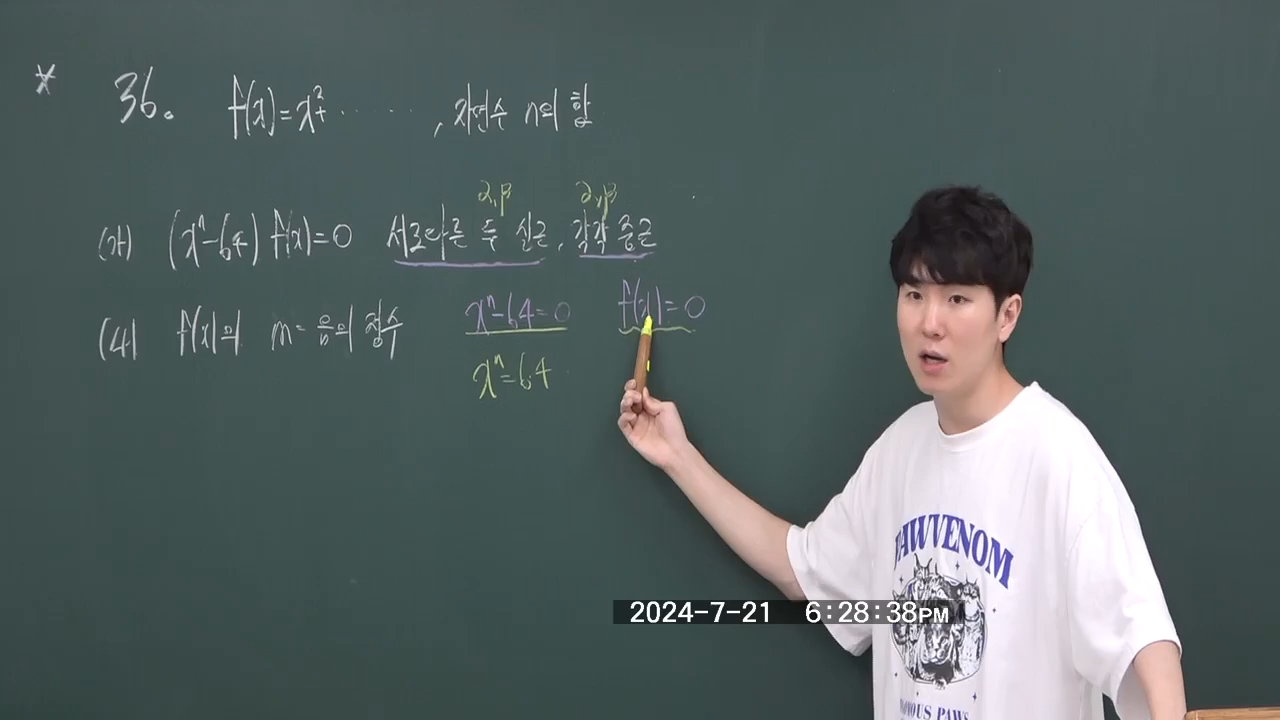 * 36. f(x)=x²+ ······ , 자연수 n의 합
α,β α,β
(가) (xⁿ-64) f(x)=0 서로다른 두 실근, 각각 중근
(나) f(x)의 m= 음의 정수 xⁿ-64=0 f(x)=0
xⁿ=64
PAWVENOM
2024-7-21 6:28:38PM
PAWS